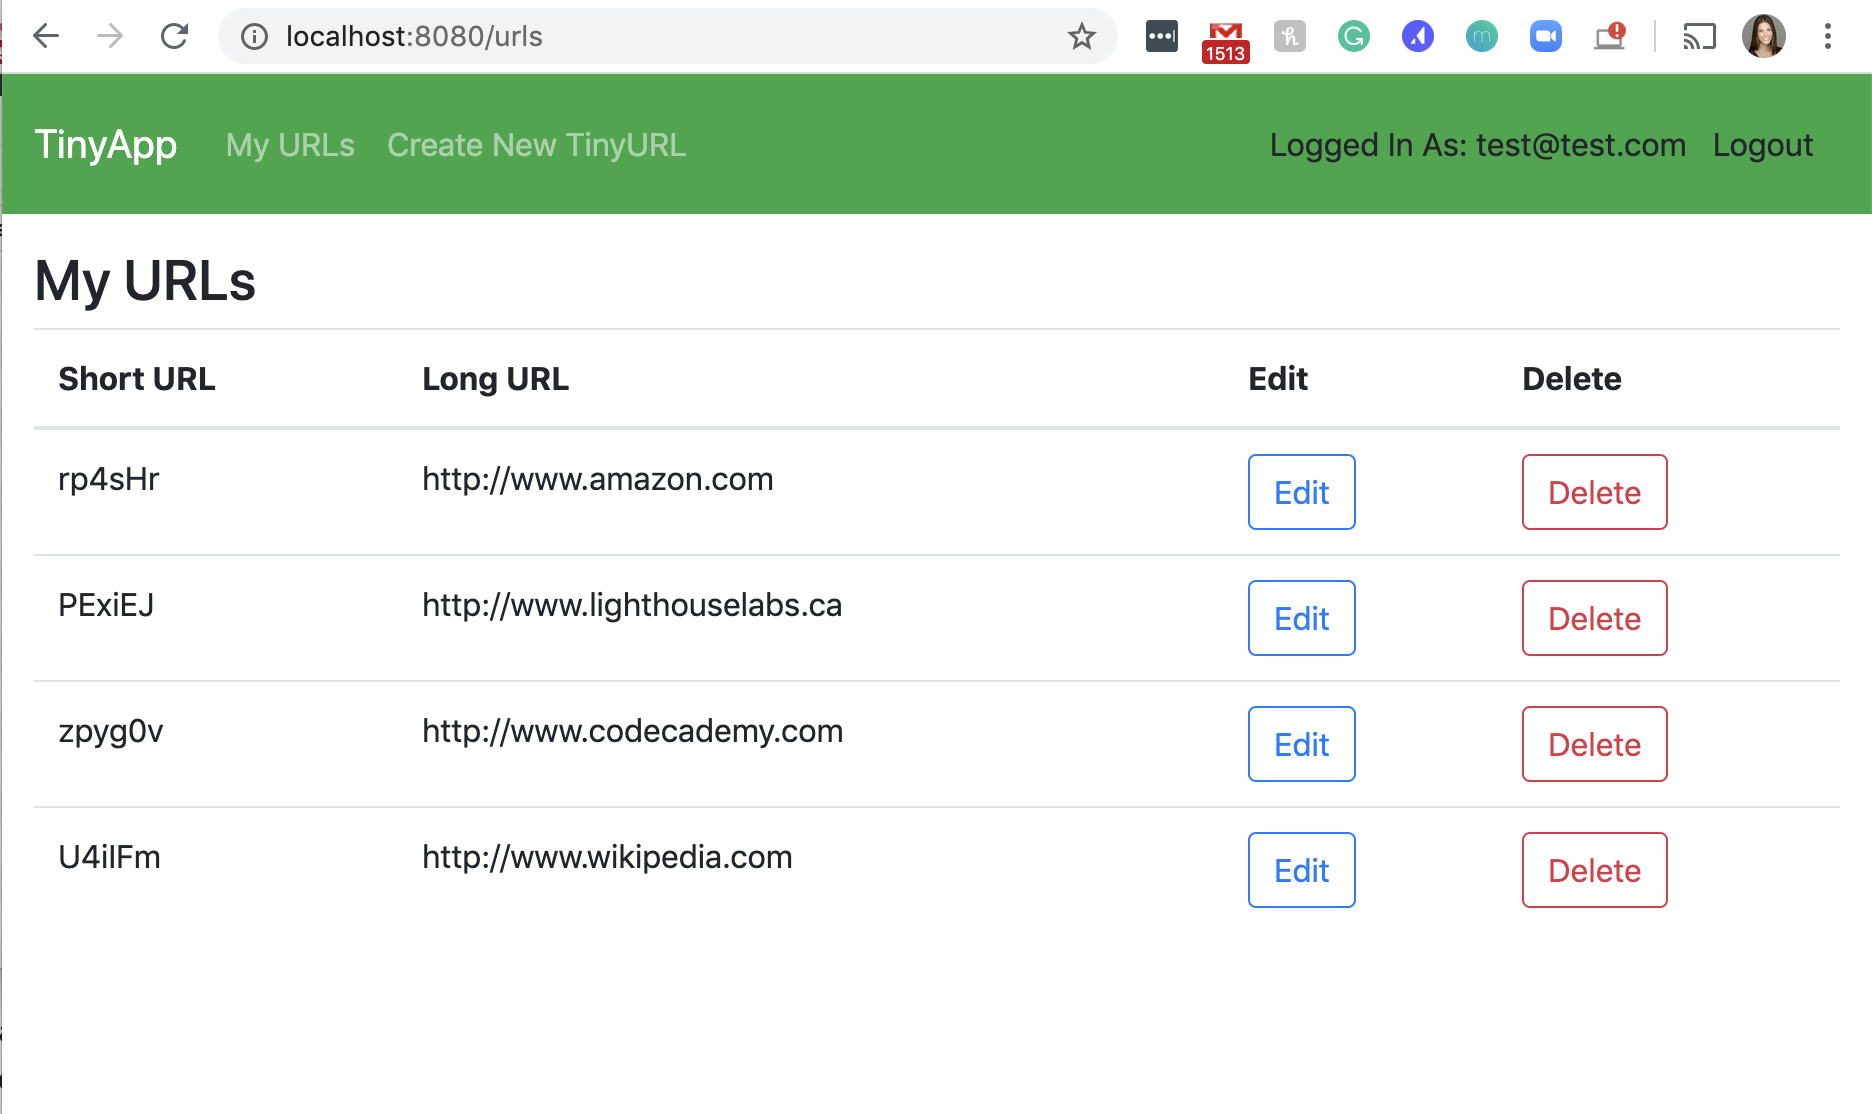 localhost:8080/urls
1513
TinyApp My URLs Create New TinyURL Logged In As: test@test.com Logout
My URLs
Short URL Long URL Edit Delete
rp4sHr http://www.amazon.com Edit Delete
PExiEJ http://www.lighthouselabs.ca Edit Delete
zpyg0v http://www.codecademy.com Edit Delete
U4ilFm http://www.wikipedia.com Edit Delete